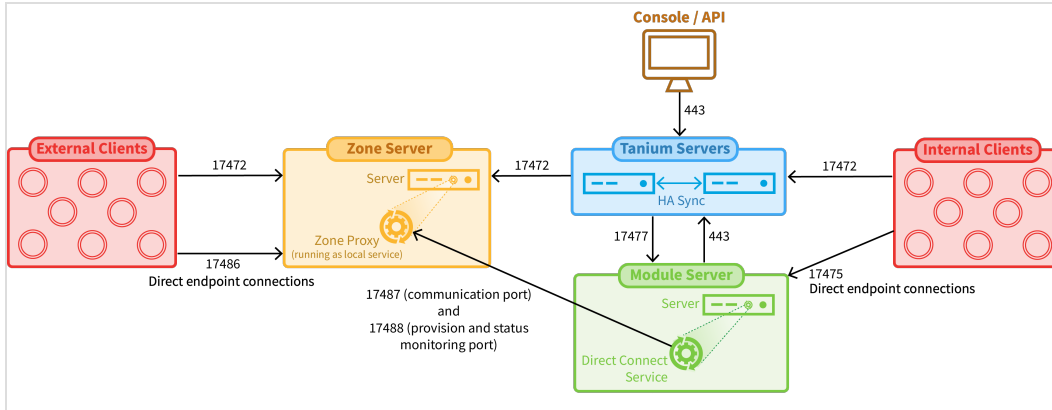 Console / API
443
External Clients
Zone Server
Tanium Servers
Internal Clients
17472
Server
17472
HA Sync
17472
Zone Proxy
(running as local service)
17486
Direct endpoint connections
17477
443
17475
Direct endpoint connections
Module Server
Server
17487 (communication port)
and
17488 (provision and status
monitoring port)
Direct Connect
Service